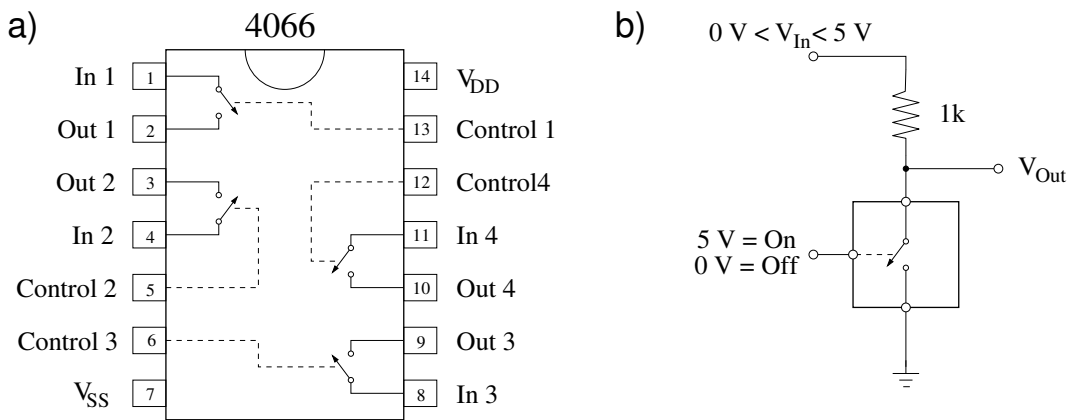 a)
4066
In 1
1
Out 1
2
Out 2
3
In 2
4
Control 2
5
Control 3
6
VSS
7
14
VDD
13
Control 1
12
Control4
11
In 4
10
Out 4
9
Out 3
8
In 3
b)
0 V < VIn < 5 V
1k
VOut
5 V = On
0 V = Off